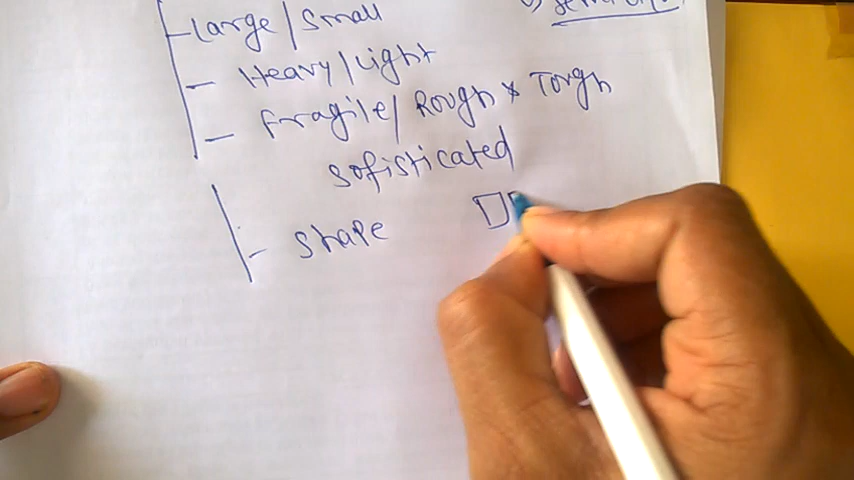 - Large/Small
- Heavy/Light
- Fragile/Rough & Tough
sofisticated
- shape